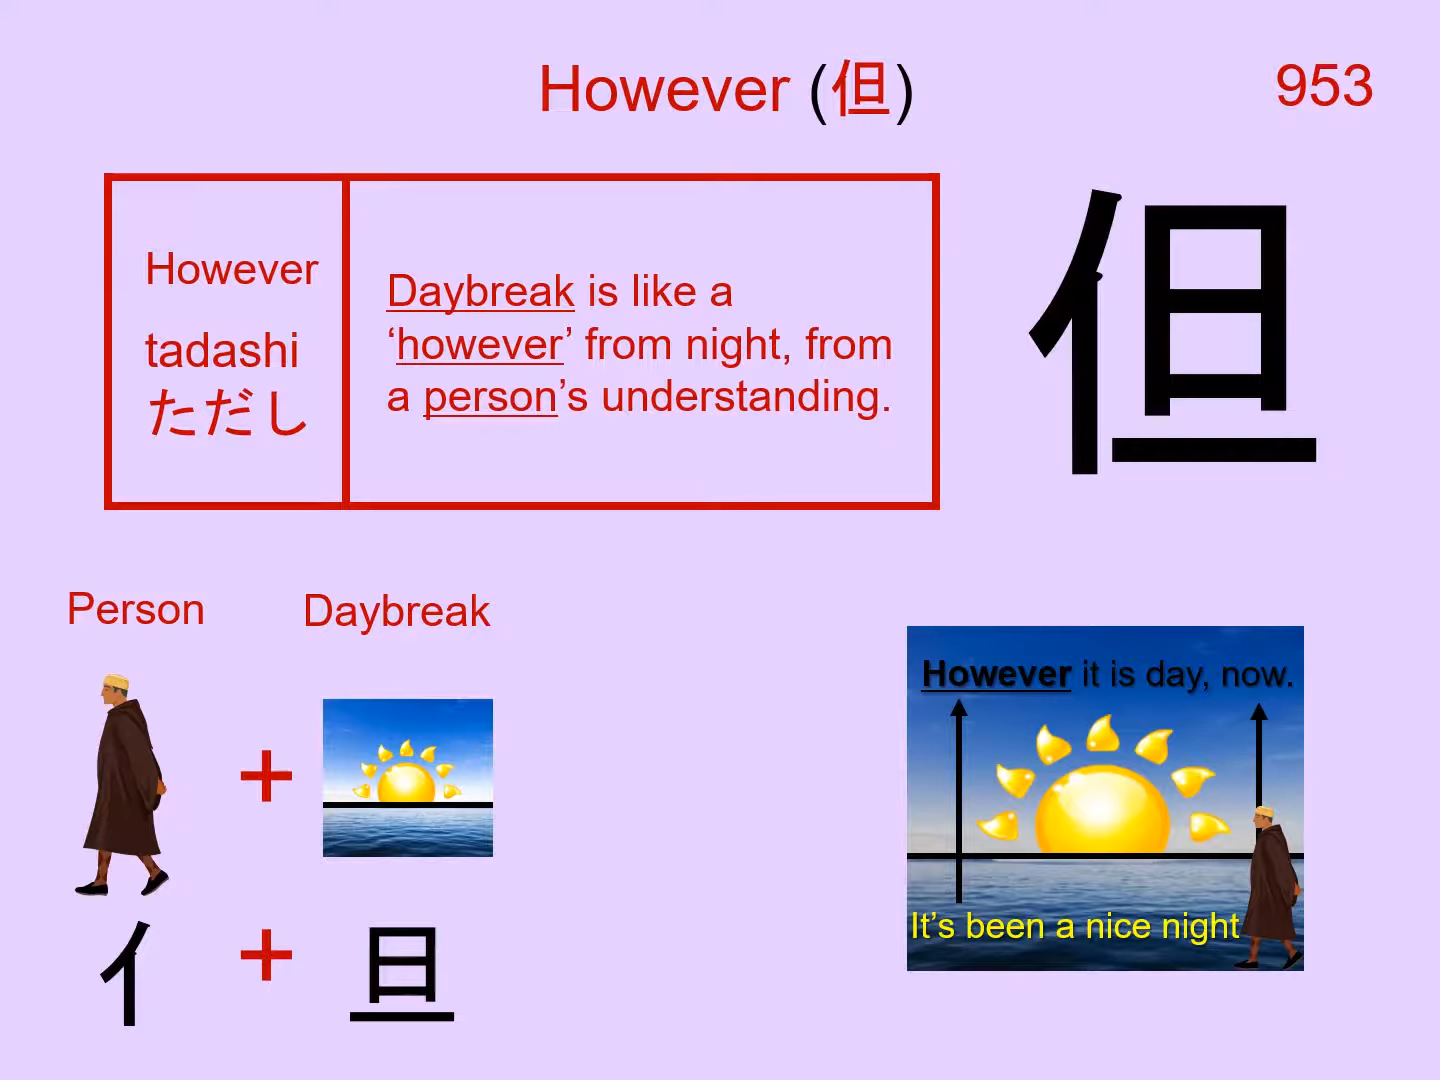 However (但)
953
However
tadashi
ただし
Daybreak is like a
‘however’ from night, from
a person’s understanding.
但
Person
Daybreak
+
亻
+
旦
However it is day, now.
It’s been a nice night